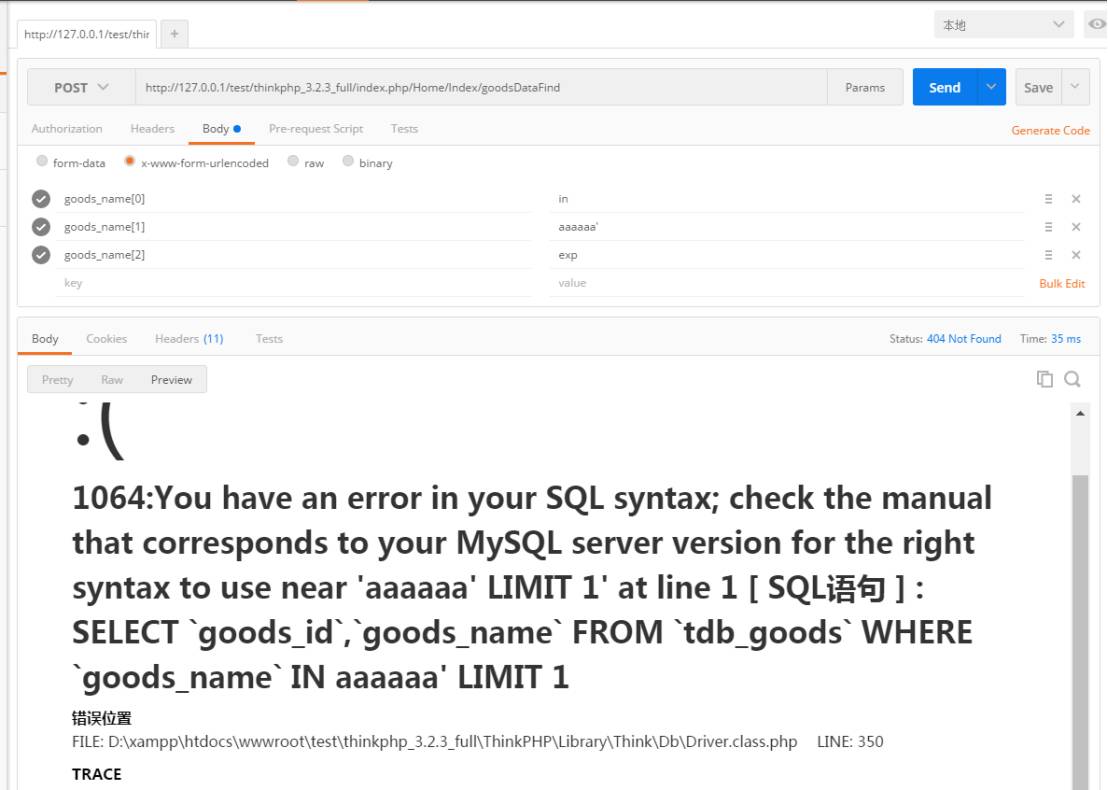 http://127.0.0.1/test/thir
+
本地
POST
http://127.0.0.1/test/thinkphp_3.2.3_full/index.php/Home/Index/goodsDataFind
Params
Send
Save
Authorization
Headers
Body
Pre-request Script
Tests
Generate Code
form-data
x-www-form-urlencoded
raw
binary
goods_name[0] in
goods_name[1] aaaaaa'
goods_name[2] exp
key value
Bulk Edit
Body
Cookies
Headers (11)
Tests
Status: 404 Not Found
Time: 35 ms
Pretty
Raw
Preview
:(
1064:You have an error in your SQL syntax; check the manual
that corresponds to your MySQL server version for the right
syntax to use near 'aaaaaa' LIMIT 1' at line 1 [ SQL语句 ] :
SELECT `goods_id`,`goods_name` FROM `tdb_goods` WHERE
`goods_name` IN aaaaaa' LIMIT 1
错误位置
FILE: D:\xampp\htdocs\wwwroot\test\thinkphp_3.2.3_full\ThinkPHP\Library\Think\Db\Driver.class.php LINE: 350
TRACE